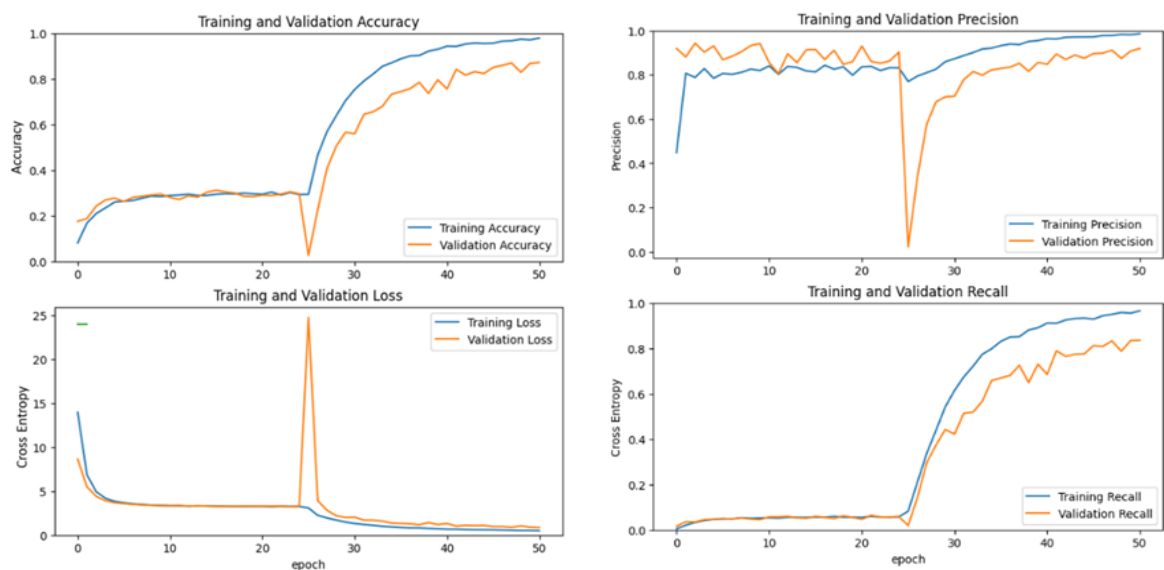 Training and Validation Accuracy
Accuracy
1.0
0.8
0.6
0.4
0.2
0.0
0 10 20 30 40 50
Training Accuracy
Validation Accuracy
Training and Validation Precision
Precision
1.0
0.8
0.6
0.4
0.2
0.0
0 10 20 30 40 50
Training Precision
Validation Precision
Training and Validation Loss
Cross Entropy
25
20
15
10
5
0
0 10 20 30 40 50
epoch
Training Loss
Validation Loss
Training and Validation Recall
Cross Entropy
1.0
0.8
0.6
0.4
0.2
0.0
0 10 20 30 40 50
epoch
Training Recall
Validation Recall